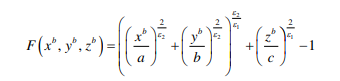 F(x^b, y^b, z^b) = (((x^b / a)^(2/ε₂) + (y^b / b)^(2/ε₂))^(ε₂/ε₁) + (z^b / c)^(2/ε₁) − 1